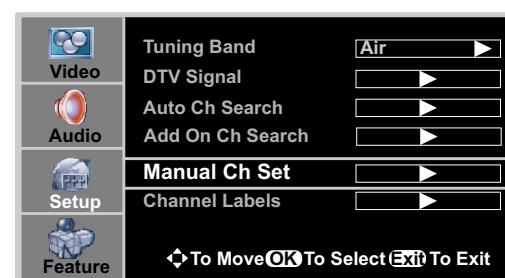 Video
Audio
Setup
Feature
Tuning Band Air
DTV Signal
Auto Ch Search
Add On Ch Search
Manual Ch Set
Channel Labels
To Move OK To Select Exit To Exit